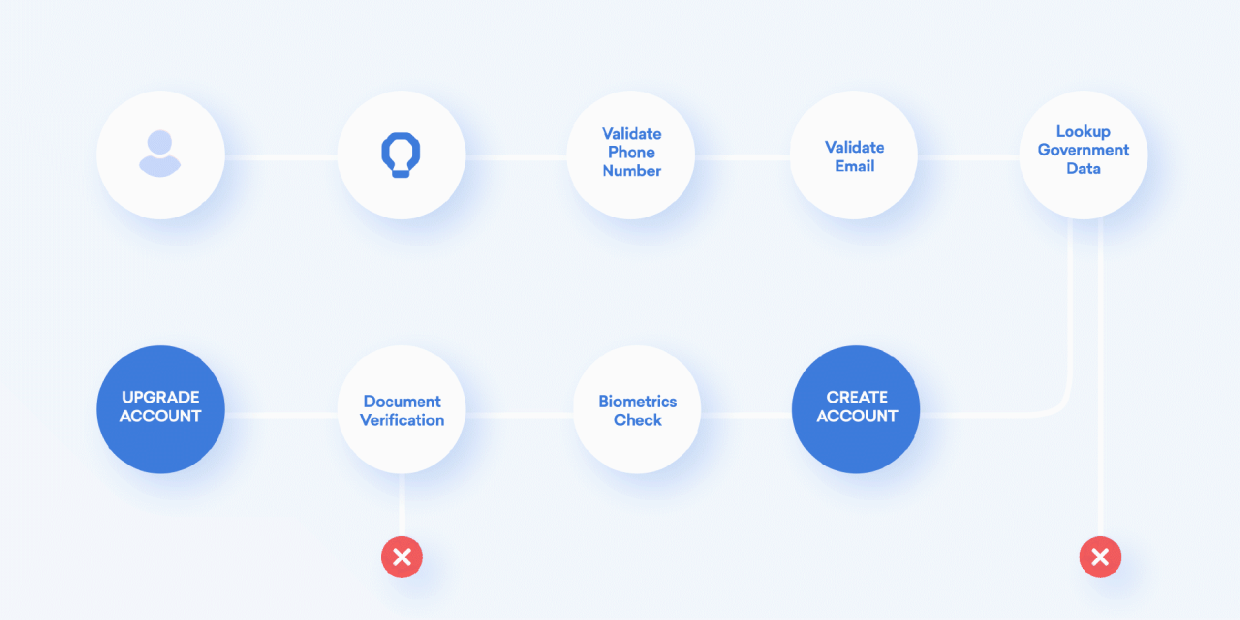 Validate
Phone
Number
Validate
Email
Lookup
Government
Data
UPGRADE
ACCOUNT
Document
Verification
Biometrics
Check
CREATE
ACCOUNT